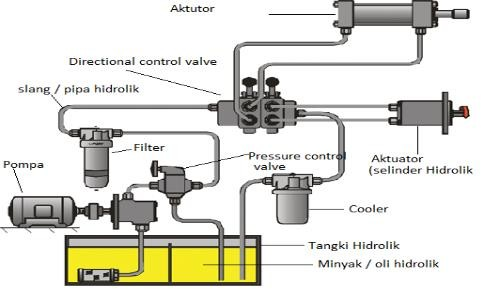 Aktutor
Directional control valve
slang / pipa hidrolik
Filter
Pressure control
valve
Aktuator
(selinder Hidrolik
Pompa
Cooler
Tangki Hidrolik
Minyak / oli hidrolik